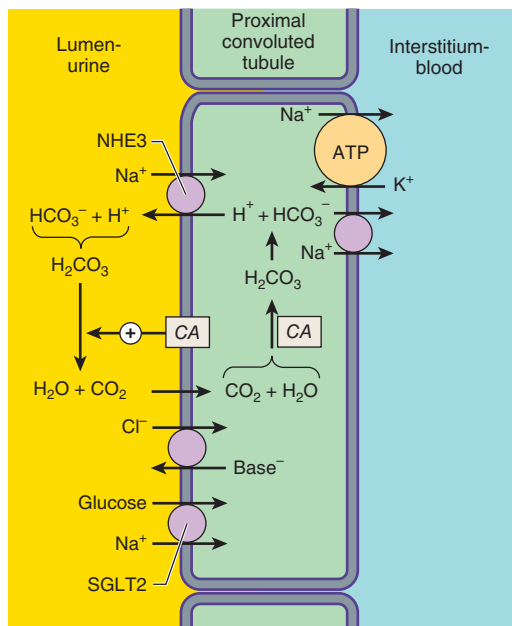 Lumen-
urine
Proximal
convoluted
tubule
Interstitium-
blood
NHE3
Na⁺
Na⁺
ATP
K⁺
HCO₃⁻ + H⁺
H⁺ + HCO₃⁻
Na⁺
H₂CO₃
H₂CO₃
+
CA
CA
H₂O + CO₂
CO₂ + H₂O
Cl⁻
Base⁻
Glucose
Na⁺
SGLT2